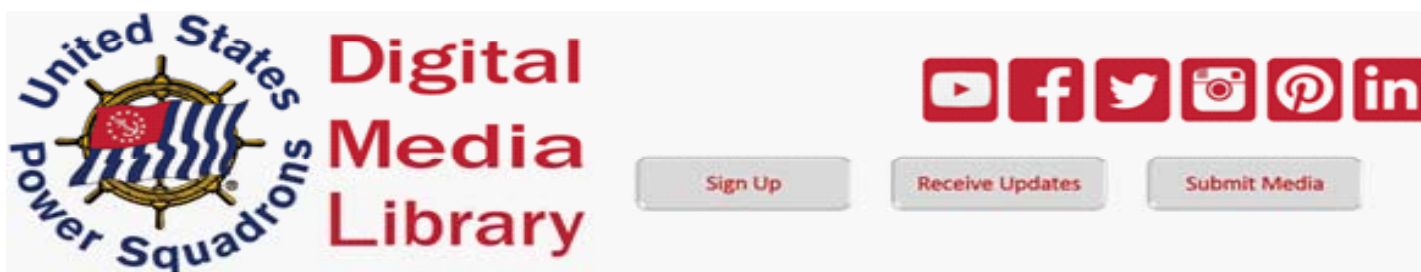 United States
Power Squadrons
®
Digital
Media
Library
Sign Up
Receive Updates
Submit Media